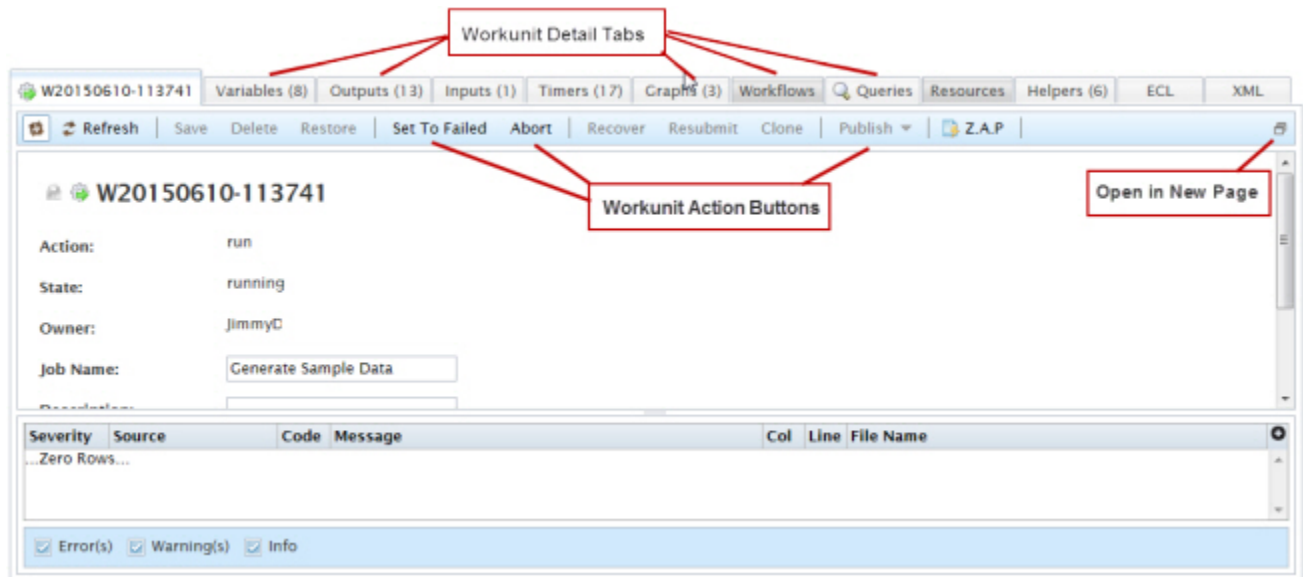 Workunit Detail Tabs
W20150610-113741 Variables (8) Outputs (13) Inputs (1) Timers (17) Graphs (3) Workflows Queries Resources Helpers (6) ECL XML
Refresh Save Delete Restore Set To Failed Abort Recover Resubmit Clone Publish Z.A.P
W20150610-113741
Workunit Action Buttons
Open in New Page
Action: run
State: running
Owner: JimmyD
Job Name: Generate Sample Data
Severity Source Code Message Col Line File Name
...Zero Rows...
Error(s) Warning(s) Info